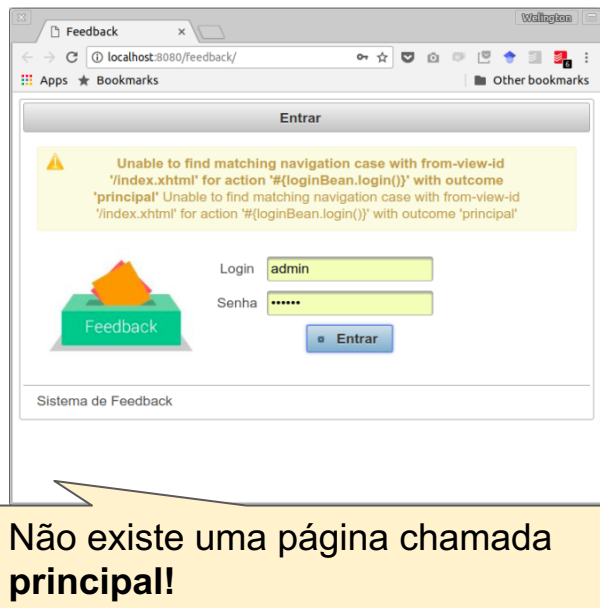 Welington
Feedback ×
localhost:8080/feedback/
6
Apps Bookmarks Other bookmarks
Entrar
Unable to find matching navigation case with from-view-id
'/index.xhtml' for action '#{loginBean.login()}' with outcome
'principal' Unable to find matching navigation case with from-view-id
'/index.xhtml' for action '#{loginBean.login()}' with outcome 'principal'
Login admin
Senha ••••••
Feedback
Entrar
Sistema de Feedback
Não existe uma página chamada
principal!